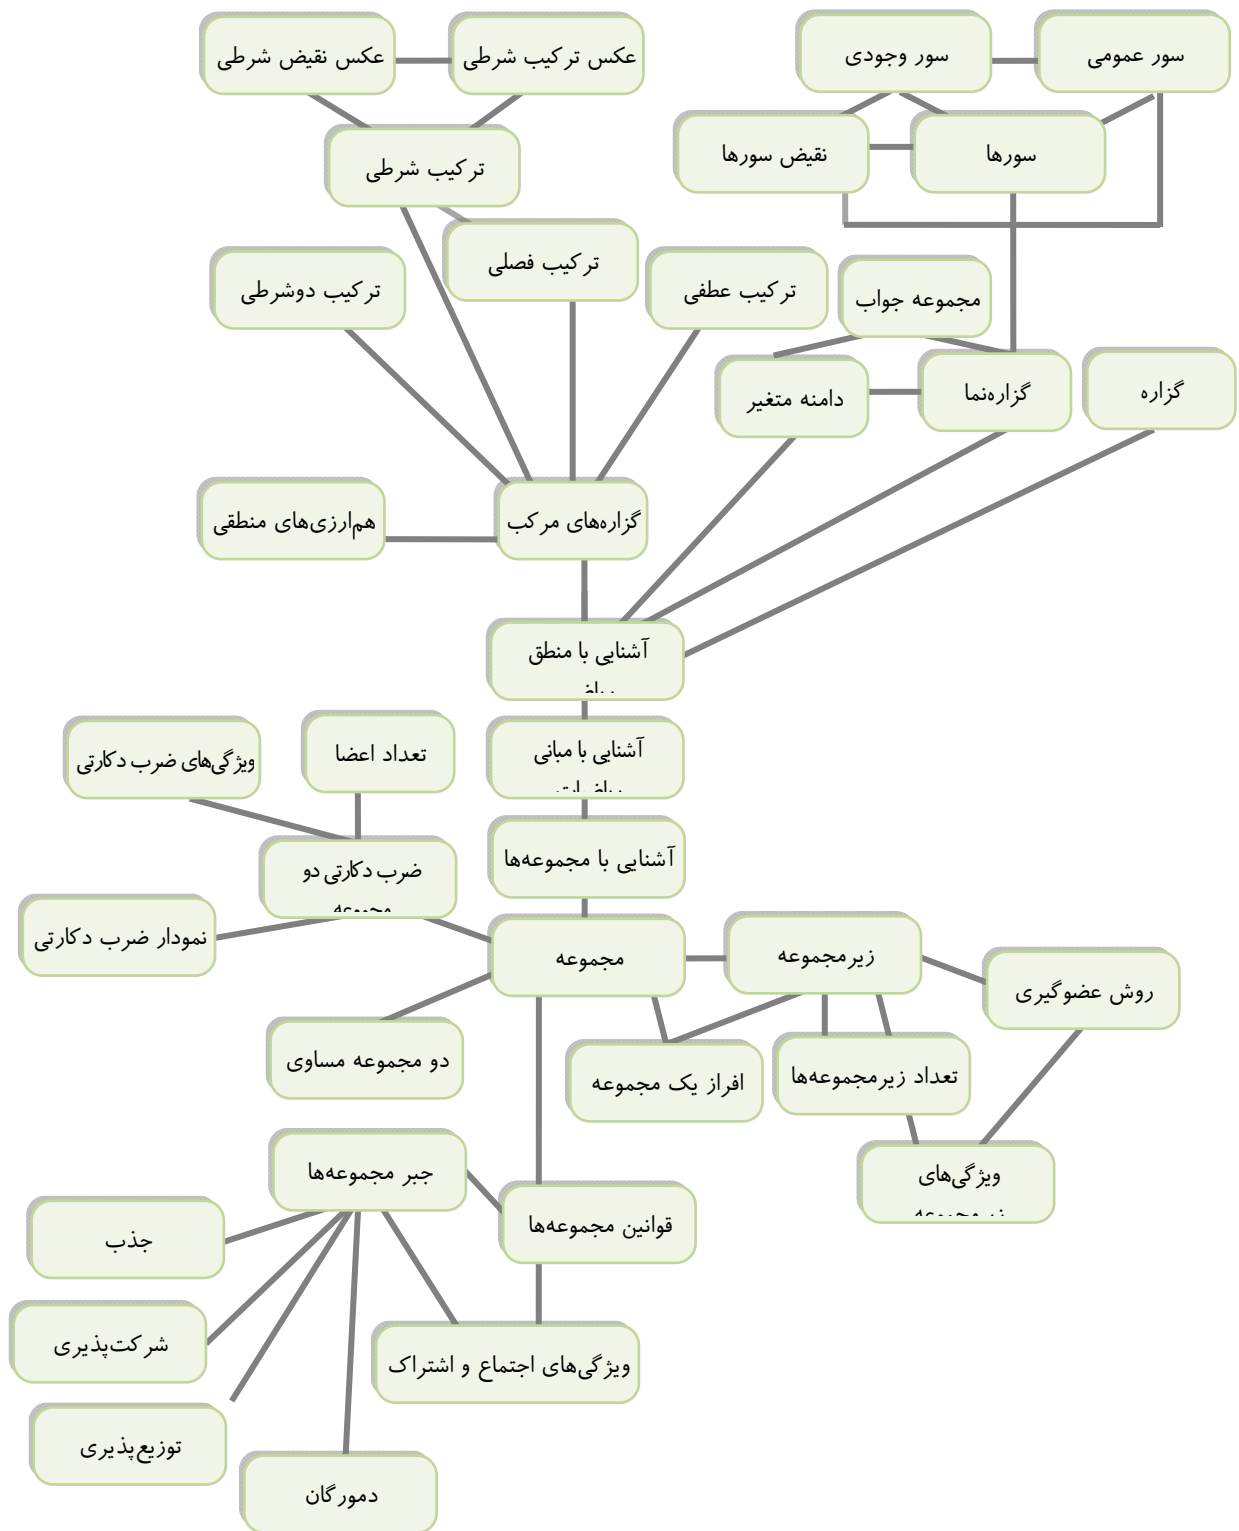 سور عمومی
سور وجودی
عکس ترکیب شرطی
عکس نقیض شرطی
سورها
نقیض سورها
ترکیب شرطی
ترکیب فصلی
ترکیب عطفی
ترکیب دوشرطی
مجموعه جواب
گزاره
گزاره‌نما
دامنه متغیر
گزاره‌های مرکب
هم‌ارزی‌های منطقی
آشنایی با منطق
آشنایی با مبانی
تعداد اعضا
ویژگی‌های ضرب دکارتی
آشنایی با مجموعه‌ها
ضرب دکارتی دو
نمودار ضرب دکارتی
زیرمجموعه
مجموعه
روش عضوگیری
دو مجموعه مساوی
تعداد زیرمجموعه‌ها
افراز یک مجموعه
ویژگی‌های
جبر مجموعه‌ها
قوانین مجموعه‌ها
جذب
شرکت‌پذیری
ویژگی‌های اجتماع و اشتراک
توزیع‌پذیری
دمورگان